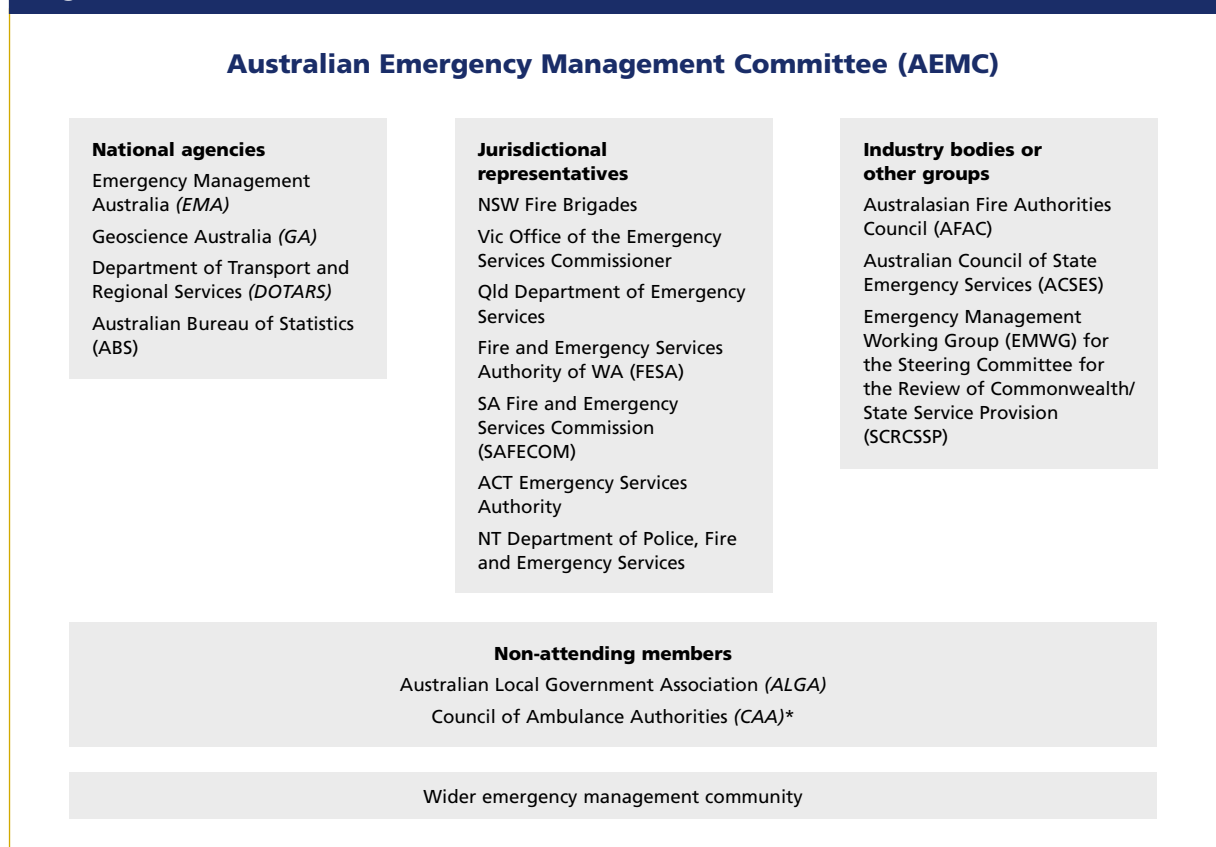 Australian Emergency Management Committee (AEMC)
National agencies
Emergency Management
Australia (EMA)
Geoscience Australia (GA)
Department of Transport and
Regional Services (DOTARS)
Australian Bureau of Statistics
(ABS)
Jurisdictional
representatives
NSW Fire Brigades
Vic Office of the Emergency
Services Commissioner
Qld Department of Emergency
Services
Fire and Emergency Services
Authority of WA (FESA)
SA Fire and Emergency
Services Commission
(SAFECOM)
ACT Emergency Services
Authority
NT Department of Police, Fire
and Emergency Services
Industry bodies or
other groups
Australasian Fire Authorities
Council (AFAC)
Australian Council of State
Emergency Services (ACSES)
Emergency Management
Working Group (EMWG) for
the Steering Committee for
the Review of Commonwealth/
State Service Provision
(SCRCSSP)
Non-attending members
Australian Local Government Association (ALGA)
Council of Ambulance Authorities (CAA)*
Wider emergency management community